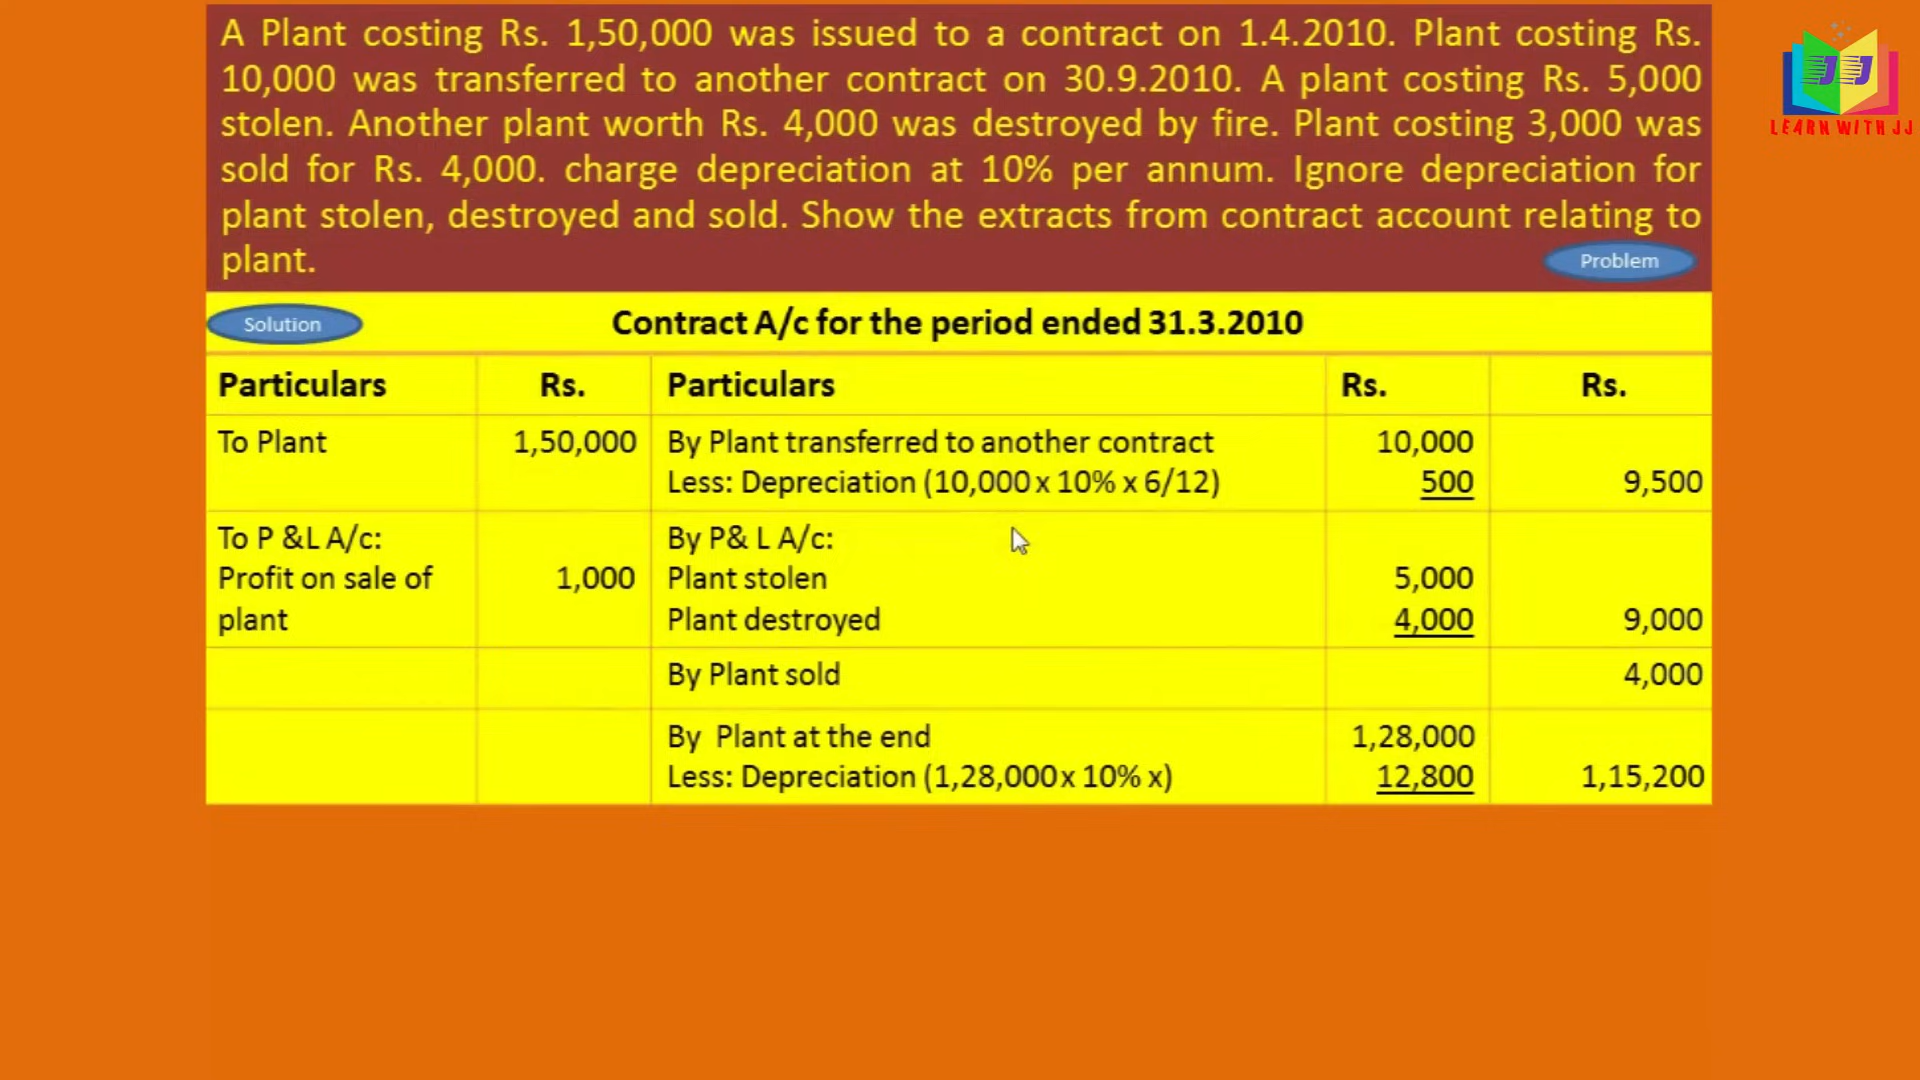 A Plant costing Rs. 1,50,000 was issued to a contract on 1.4.2010. Plant costing Rs.
10,000 was transferred to another contract on 30.9.2010. A plant costing Rs. 5,000
stolen. Another plant worth Rs. 4,000 was destroyed by fire. Plant costing 3,000 was
sold for Rs. 4,000. charge depreciation at 10% per annum. Ignore depreciation for
plant stolen, destroyed and sold. Show the extracts from contract account relating to
plant.
Problem
JJ
LEARN WITH JJ
Solution
Contract A/c for the period ended 31.3.2010
Particulars Rs. Particulars Rs. Rs.
To Plant 1,50,000 By Plant transferred to another contract 10,000
Less: Depreciation (10,000 x 10% x 6/12) 500 9,500
To P &L A/c: By P& L A/c:
Profit on sale of 1,000 Plant stolen 5,000
plant Plant destroyed 4,000 9,000
By Plant sold 4,000
By Plant at the end 1,28,000
Less: Depreciation (1,28,000x 10% x) 12,800 1,15,200